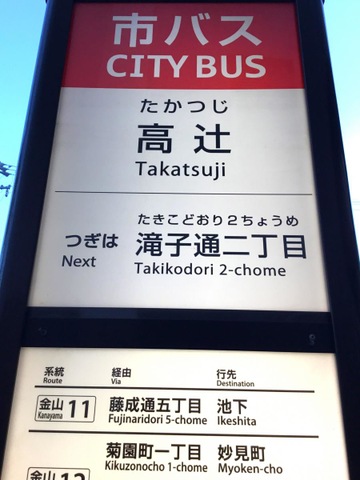 市バス
CITY BUS
たかつじ
高辻
Takatsuji
たきこどおり2ちょうめ
つぎは 滝子通二丁目
Next Takikodori 2-chome
系統 経由 行先
Route Via Destination
金山 11 藤成通五丁目 池下
Kanayama Fujinaridori 5-chome Ikeshita
菊園町一丁目 妙見町
Kikuzonocho 1-chome Myoken-cho
金山 12